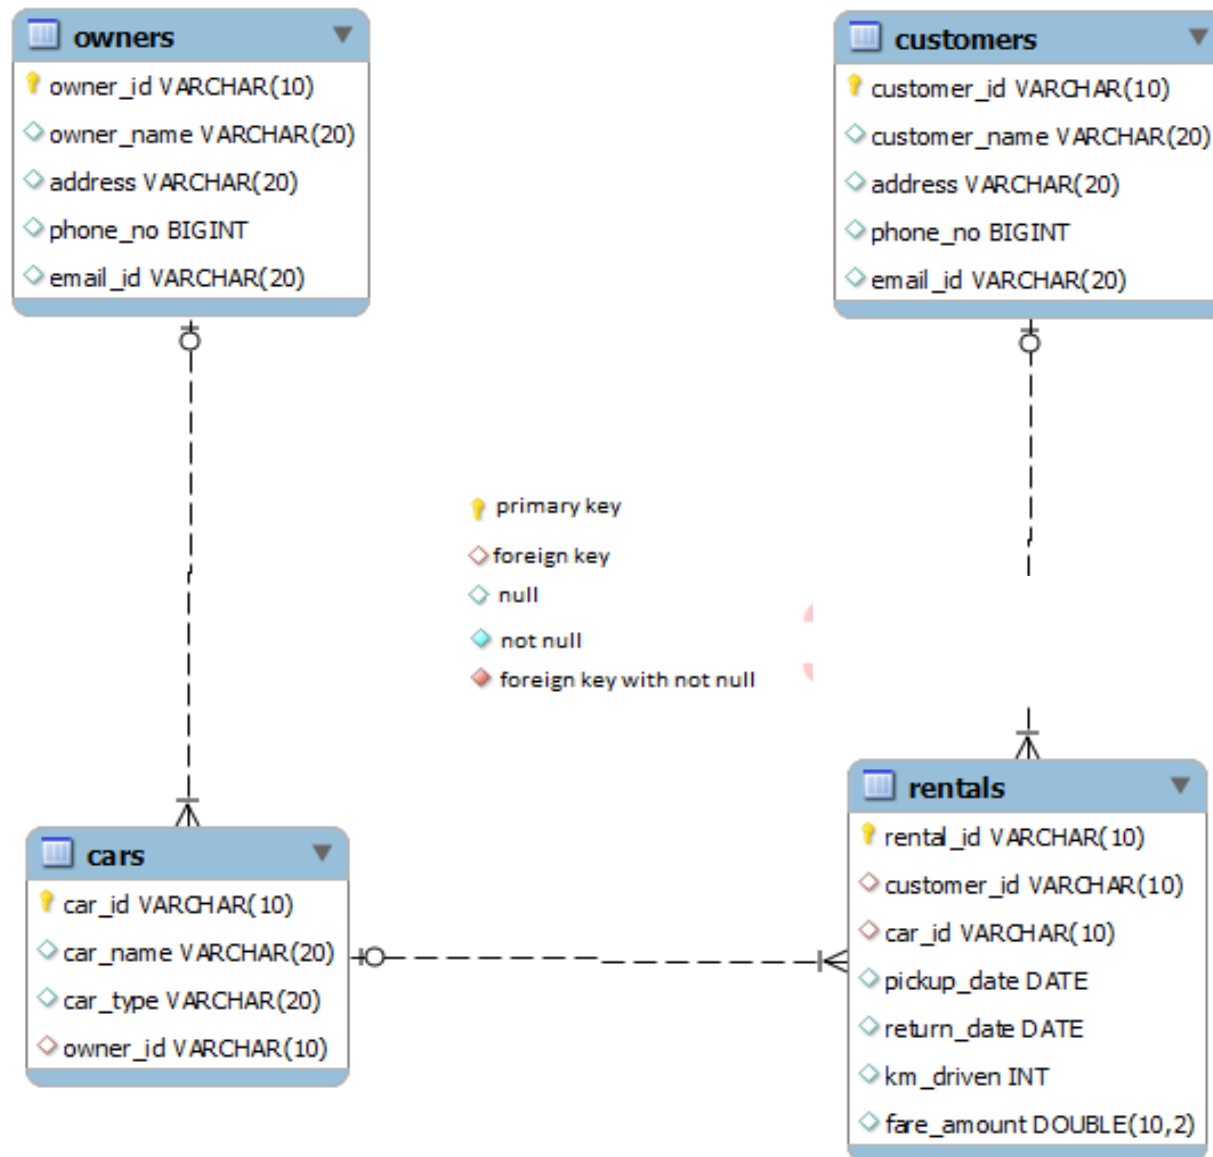 owners
owner_id VARCHAR(10)
owner_name VARCHAR(20)
address VARCHAR(20)
phone_no BIGINT
email_id VARCHAR(20)
customers
customer_id VARCHAR(10)
customer_name VARCHAR(20)
address VARCHAR(20)
phone_no BIGINT
email_id VARCHAR(20)
primary key
foreign key
null
not null
foreign key with not null
cars
car_id VARCHAR(10)
car_name VARCHAR(20)
car_type VARCHAR(20)
owner_id VARCHAR(10)
rentals
rental_id VARCHAR(10)
customer_id VARCHAR(10)
car_id VARCHAR(10)
pickup_date DATE
return_date DATE
km_driven INT
fare_amount DOUBLE(10,2)